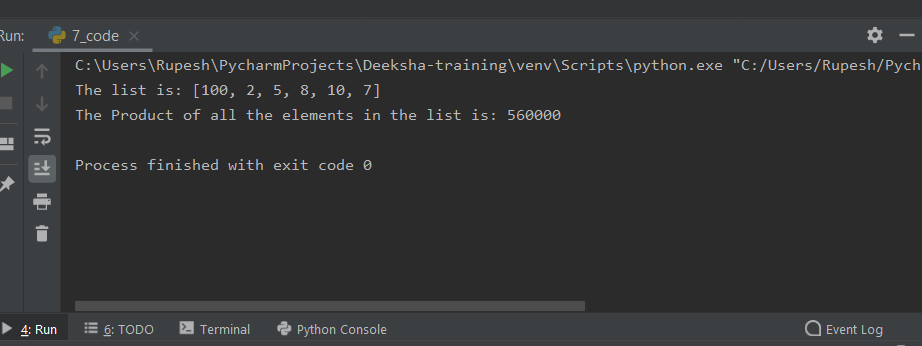 Run: 7_code
C:\Users\Rupesh\PycharmProjects\Deeksha-training\venv\Scripts\python.exe "C:/Users/Rupesh/Pych
The list is: [100, 2, 5, 8, 10, 7]
The Product of all the elements in the list is: 560000
Process finished with exit code 0
4: Run 6: TODO Terminal Python Console Event Log